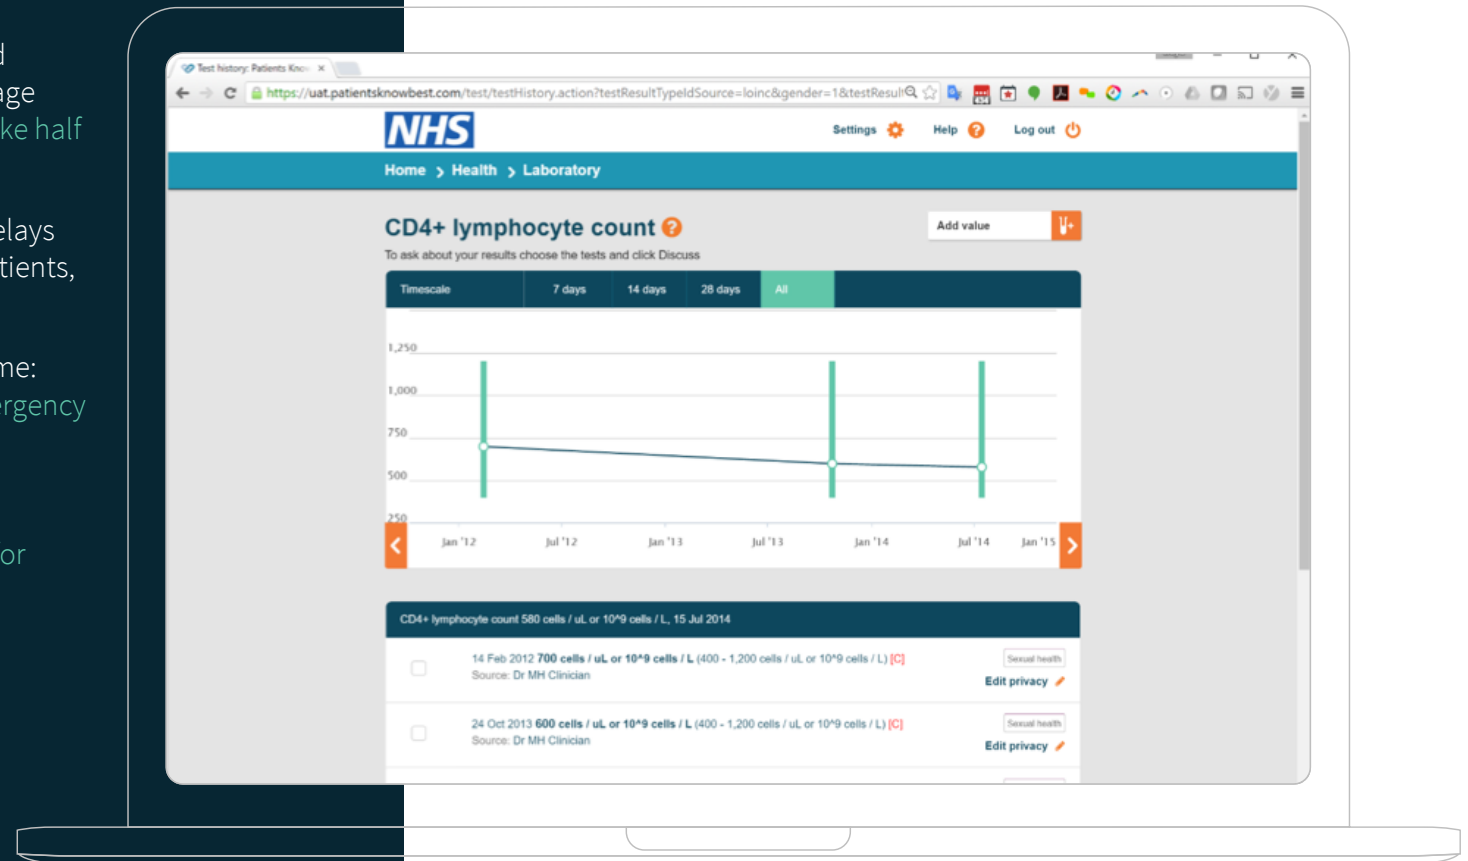 d
age
ke half
elays
tients,
me:
ergency
or
Test history: Patients Know
https://uat.patientsknowbest.com/test/testHistory.action?testResultTypeIdSource=loinc&gender=1&testResult
NHS
Settings
Help
Log out
Home > Health > Laboratory
CD4+ lymphocyte count
Add value
To ask about your results choose the tests and click Discuss
Timescale 7 days 14 days 28 days All
1,250
1,000
750
500
250
Jan '12 Jul '12 Jan '13 Jul '13 Jan '14 Jul '14 Jan '15
CD4+ lymphocyte count 580 cells / uL or 10^9 cells / L, 15 Jul 2014
14 Feb 2012 700 cells / uL or 10^9 cells / L (400 - 1,200 cells / uL or 10^9 cells / L) [C]
Sexual health
Source: Dr MH Clinician
Edit privacy
24 Oct 2013 600 cells / uL or 10^9 cells / L (400 - 1,200 cells / uL or 10^9 cells / L) [C]
Sexual health
Source: Dr MH Clinician
Edit privacy